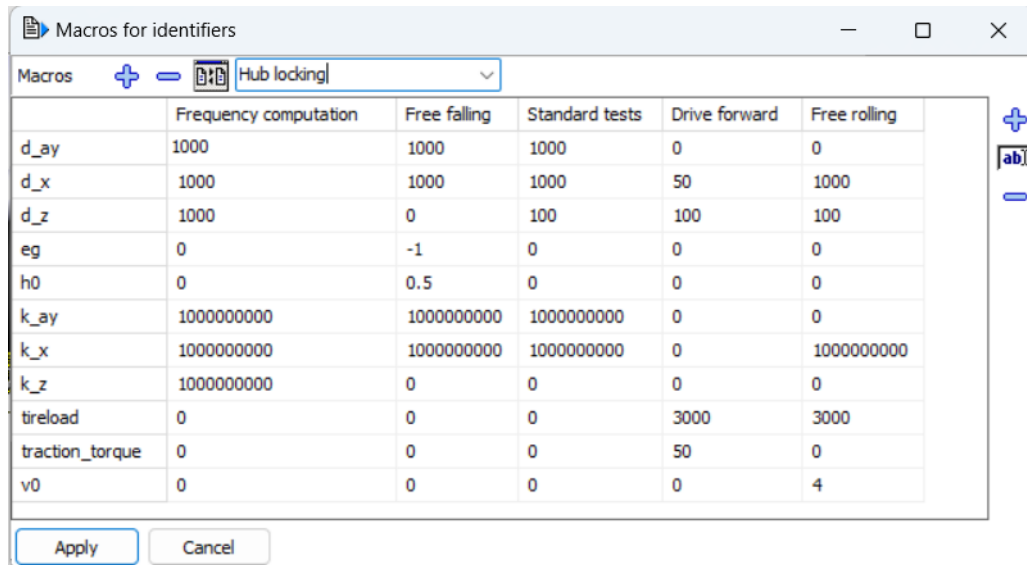 Macros for identifiers
Macros Hub locking
Frequency computation Free falling Standard tests Drive forward Free rolling
d_ay 1000 1000 1000 0 0
d_x 1000 1000 1000 50 1000
d_z 1000 0 100 100 100
eg 0 -1 0 0 0
h0 0 0.5 0 0 0
k_ay 1000000000 1000000000 1000000000 0 0
k_x 1000000000 1000000000 1000000000 0 1000000000
k_z 1000000000 0 0 0 0
tireload 0 0 0 3000 3000
traction_torque 0 0 0 50 0
v0 0 0 0 0 4
ab
Apply Cancel